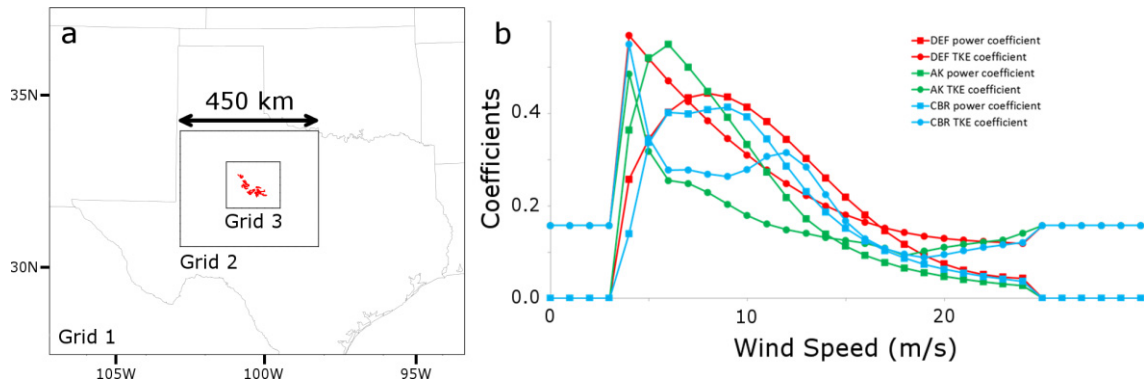 a
450 km
35N
30N
Grid 3
Grid 2
Grid 1
105W
100W
95W
b
DEF power coefficient
DEF TKE coefficient
AK power coefficient
AK TKE coefficient
CBR power coefficient
CBR TKE coefficient
Coefficients
0.4
0.2
0.0
0
10
20
Wind Speed (m/s)